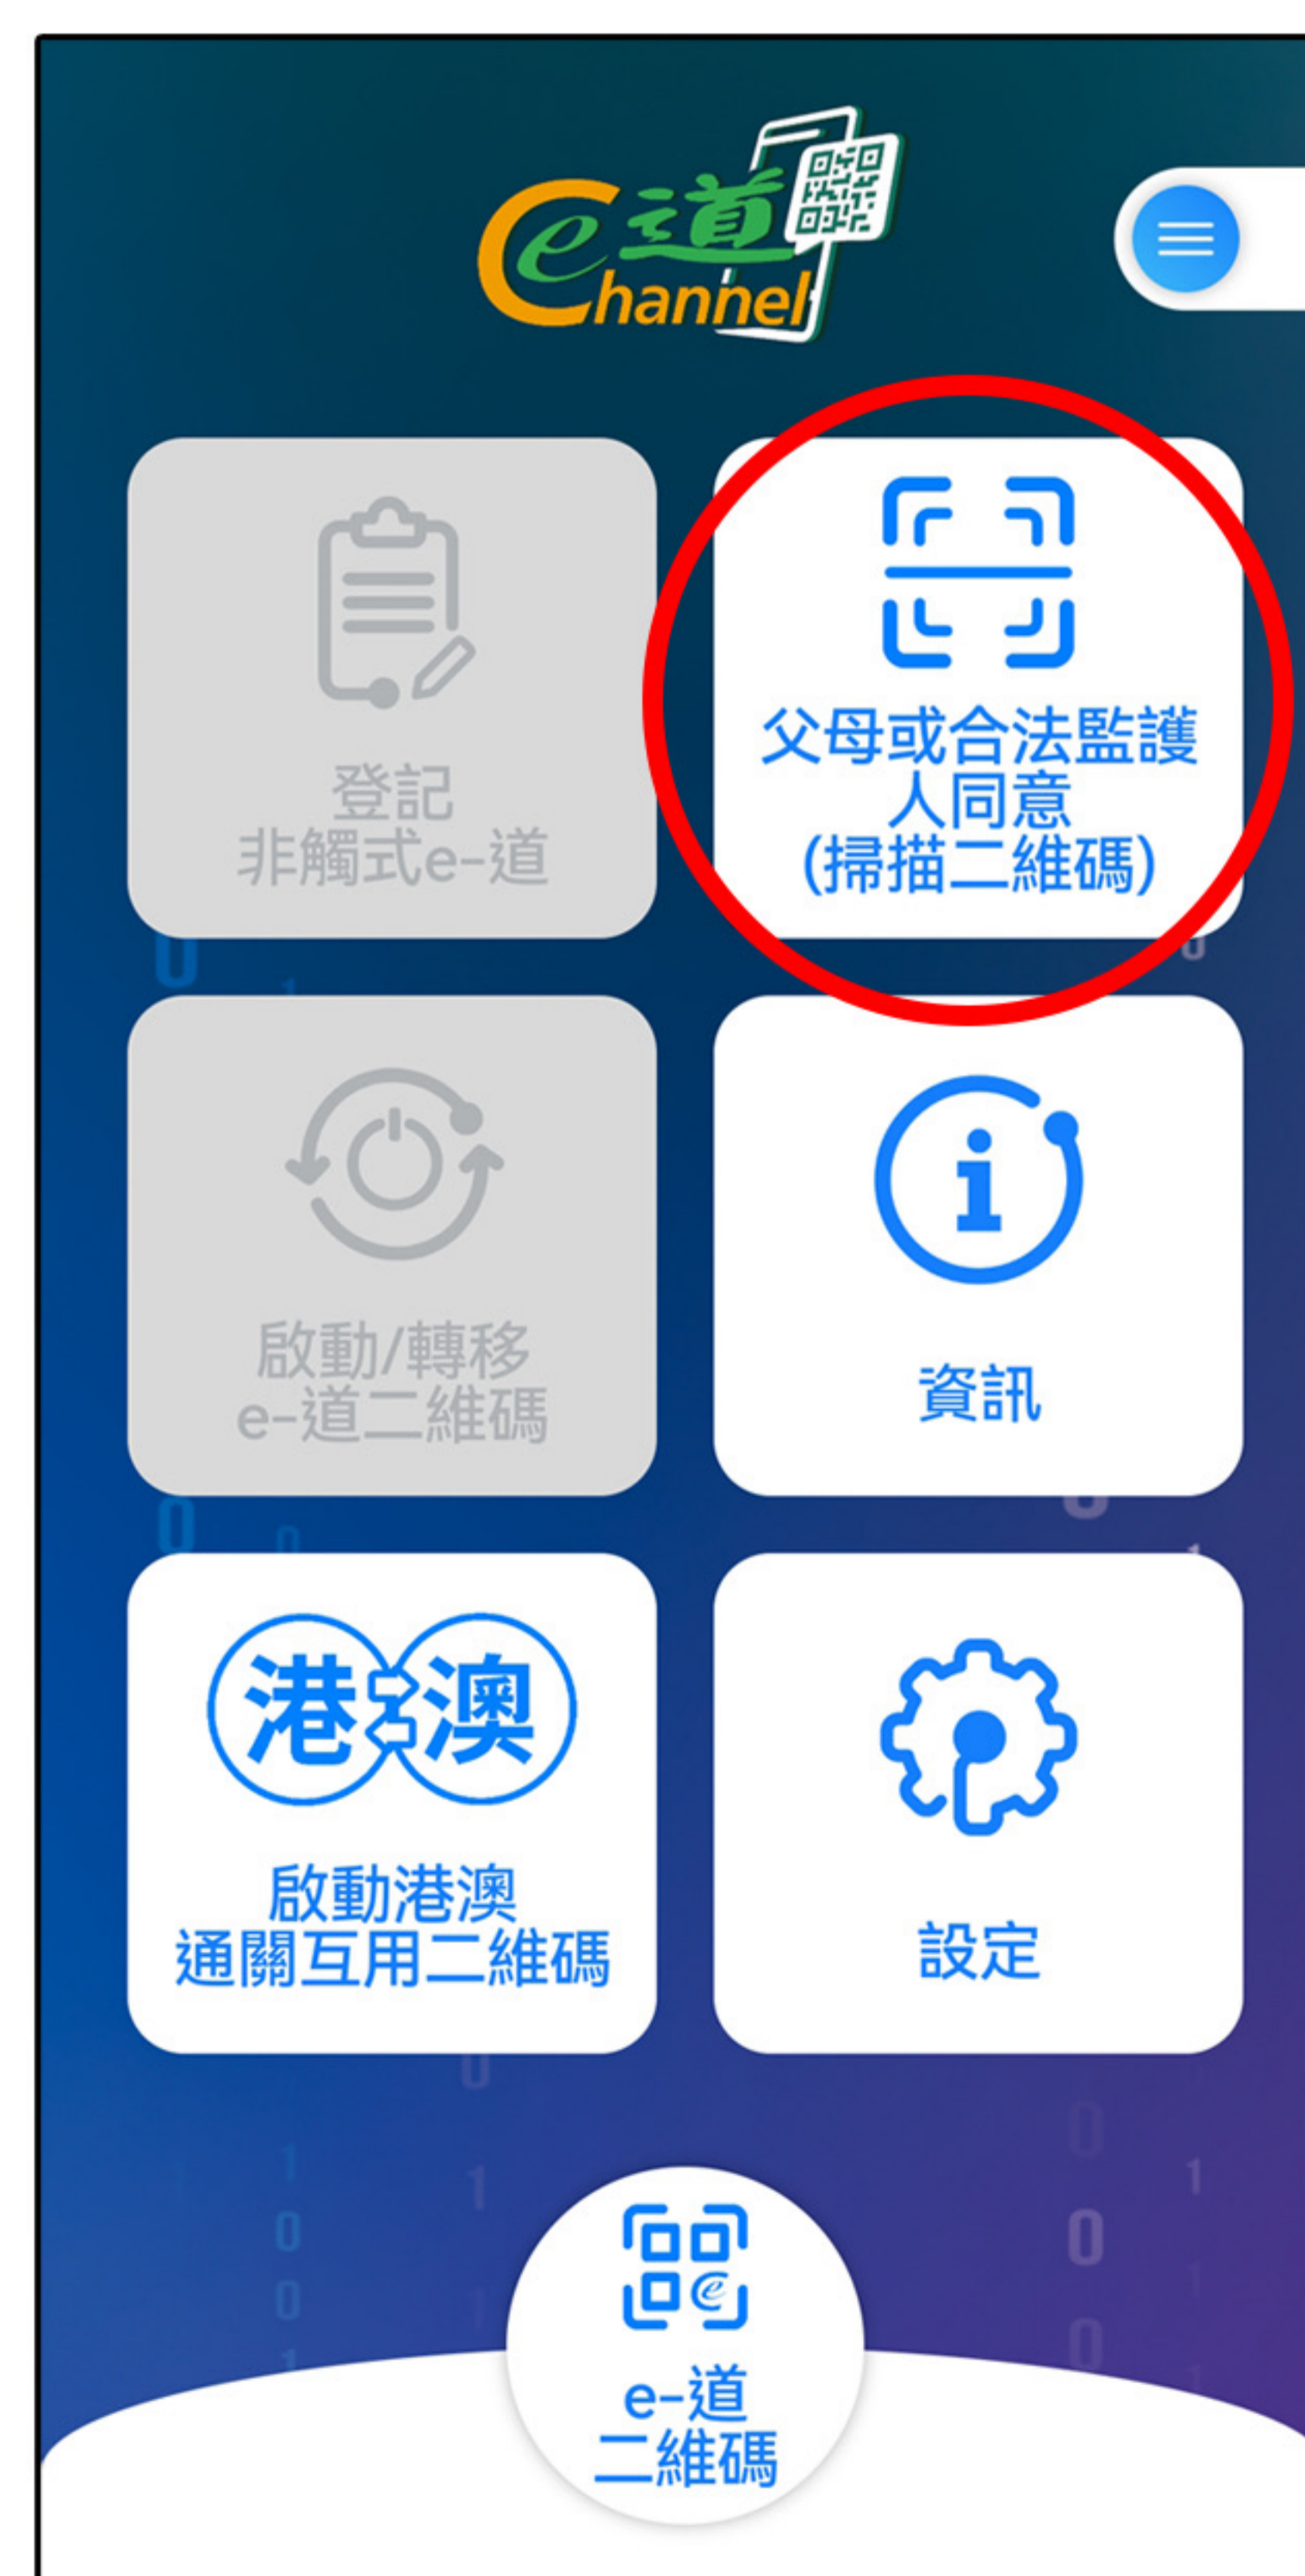 e道
Channel
登記
非觸式e-道
父母或合法監護
人同意
(掃描二維碼)
啟動/轉移
e-道二維碼
資訊
港澳
啟動港澳
通關互用二維碼
設定
e-道
二維碼